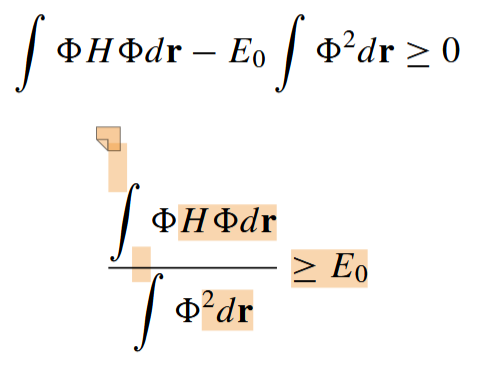 ∫ ΦHΦd𝐫 − E₀ ∫ Φ²d𝐫 ≥ 0
∫ ΦHΦd𝐫 / ∫ Φ²d𝐫 ≥ E₀